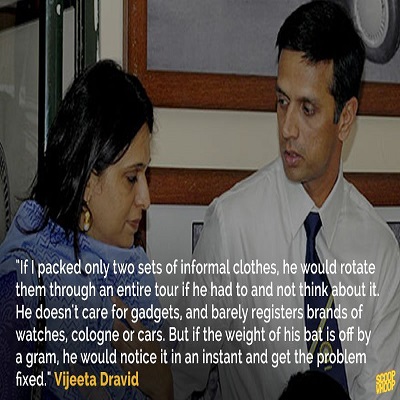 "If I packed only two sets of informal clothes, he would rotate
them through an entire tour if he had to and not think about it.
He doesn't care for gadgets, and barely registers brands of
watches, cologne or cars. But if the weight of his bat is off by
a gram, he would notice it in an instant and get the problem
fixed." Vijeeta Dravid
SCOOP
WHOOP